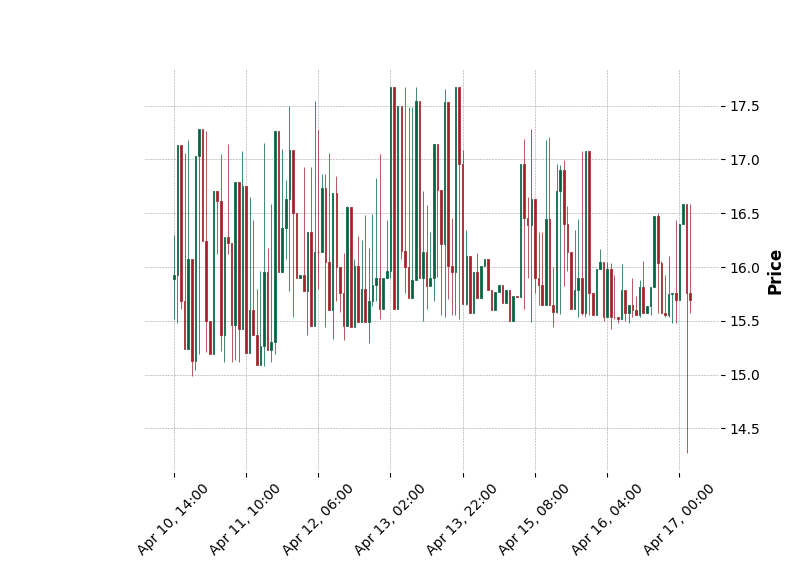 17.5
17.0
16.5
16.0
15.5
15.0
14.5
Price
Apr 10, 14:00
Apr 11, 10:00
Apr 12, 06:00
Apr 13, 02:00
Apr 13, 22:00
Apr 15, 08:00
Apr 16, 04:00
Apr 17, 00:00